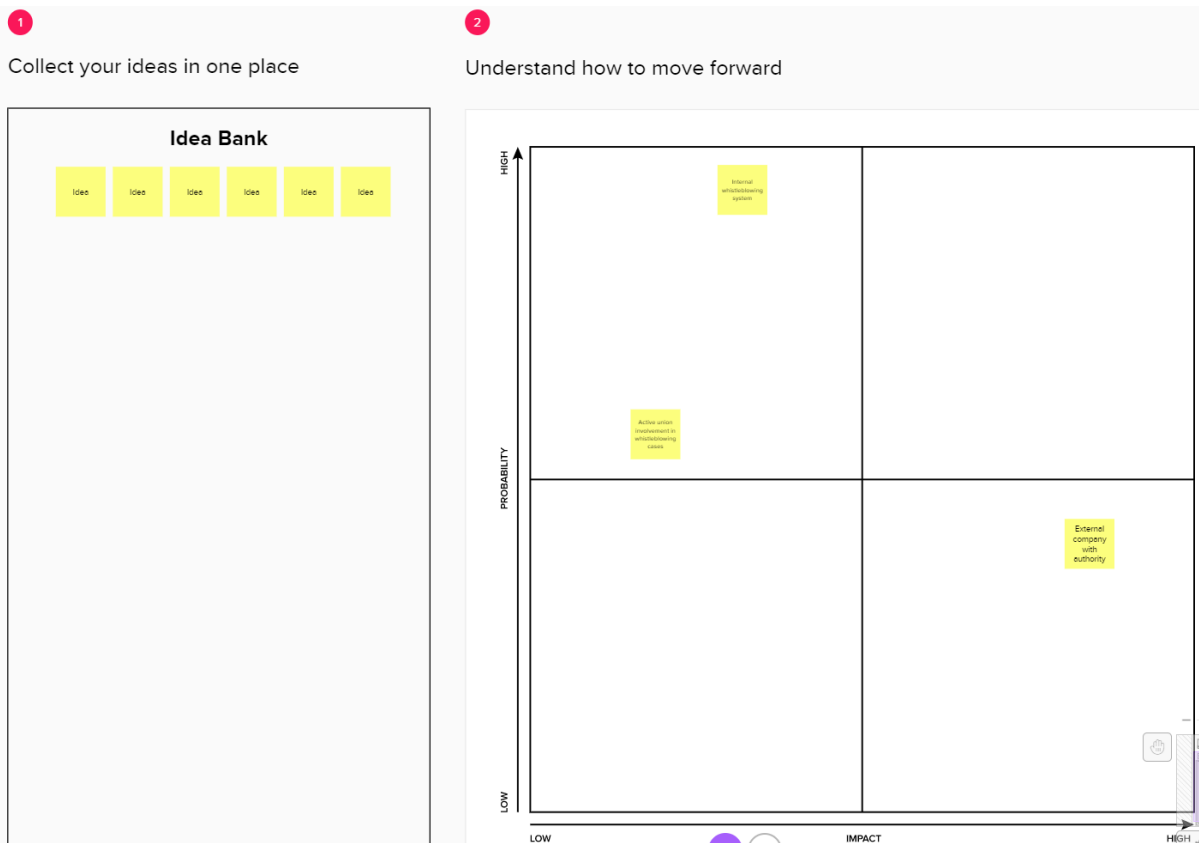 1
Collect your ideas in one place
Idea Bank
Idea
Idea
Idea
Idea
Idea
Idea
2
Understand how to move forward
HIGH
PROBABILITY
LOW
Internal
whistleblowing
system
Active union
involvement in
whistleblowing
cases
External
company
with
authority
LOW
IMPACT
HIGH